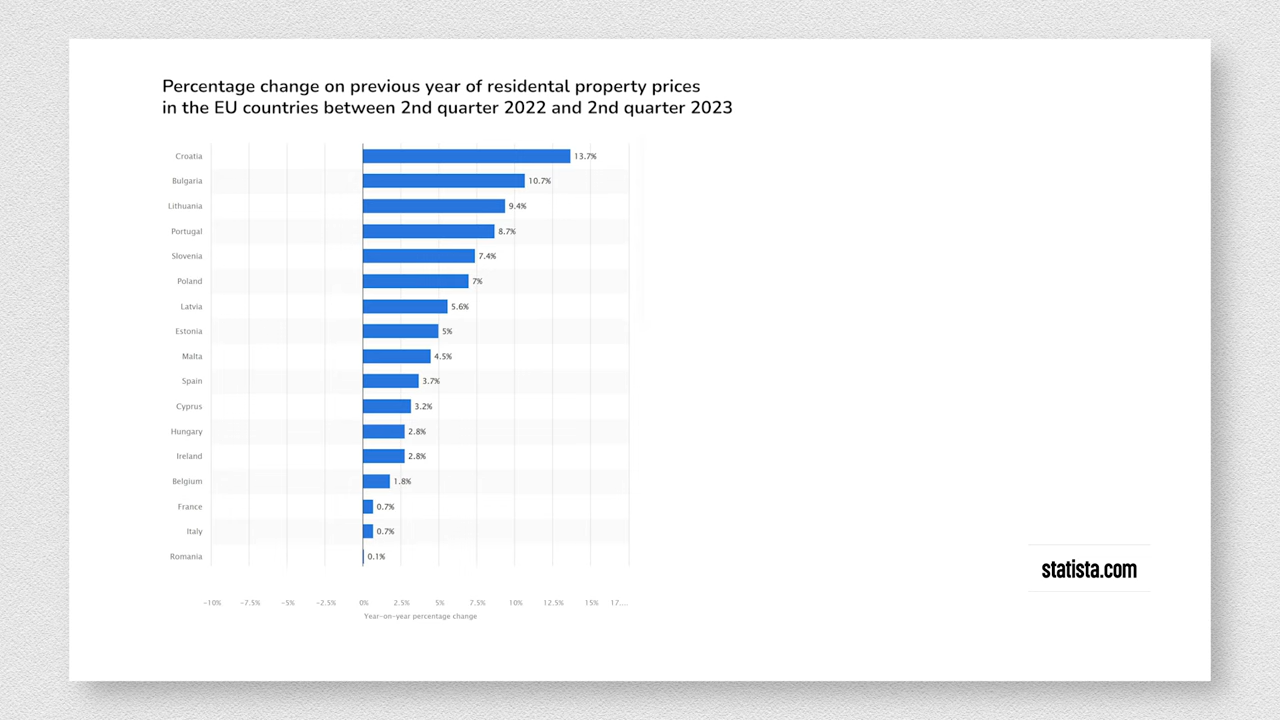 Percentage change on previous year of residental property prices
in the EU countries between 2nd quarter 2022 and 2nd quarter 2023
Croatia 13.7%
Bulgaria 10.7%
Lithuania 9.4%
Portugal 8.7%
Slovenia 7.4%
Poland 7%
Latvia 5.6%
Estonia 5%
Malta 4.5%
Spain 3.7%
Cyprus 3.2%
Hungary 2.8%
Ireland 2.8%
Belgium 1.8%
France 0.7%
Italy 0.7%
Romania 0.1%
statista.com
−10% −7.5% −5% −2.5% 0% 2.5% 5% 7.5% 10% 12.5% 15% 17....
Year-on-year percentage change